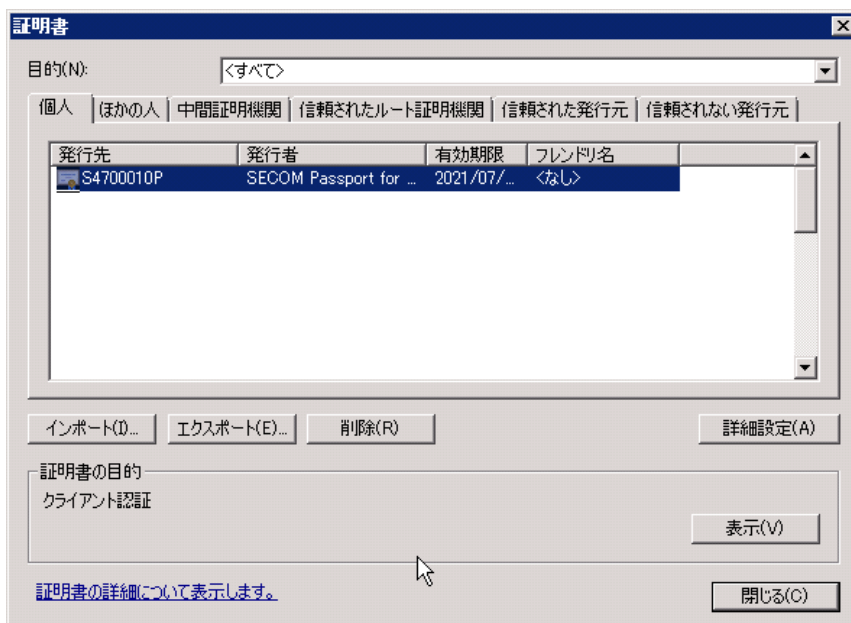 証明書
目的(N): <すべて>
個人 ほかの人 中間証明機関 信頼されたルート証明機関 信頼された発行元 信頼されない発行元
発行先 発行者 有効期限 フレンドリ名
S4700010P SECOM Passport for ... 2021/07/... <なし>
インポート(I)... エクスポート(E)... 削除(R) 詳細設定(A)
証明書の目的
クライアント認証
表示(V)
証明書の詳細について表示します。
閉じる(C)